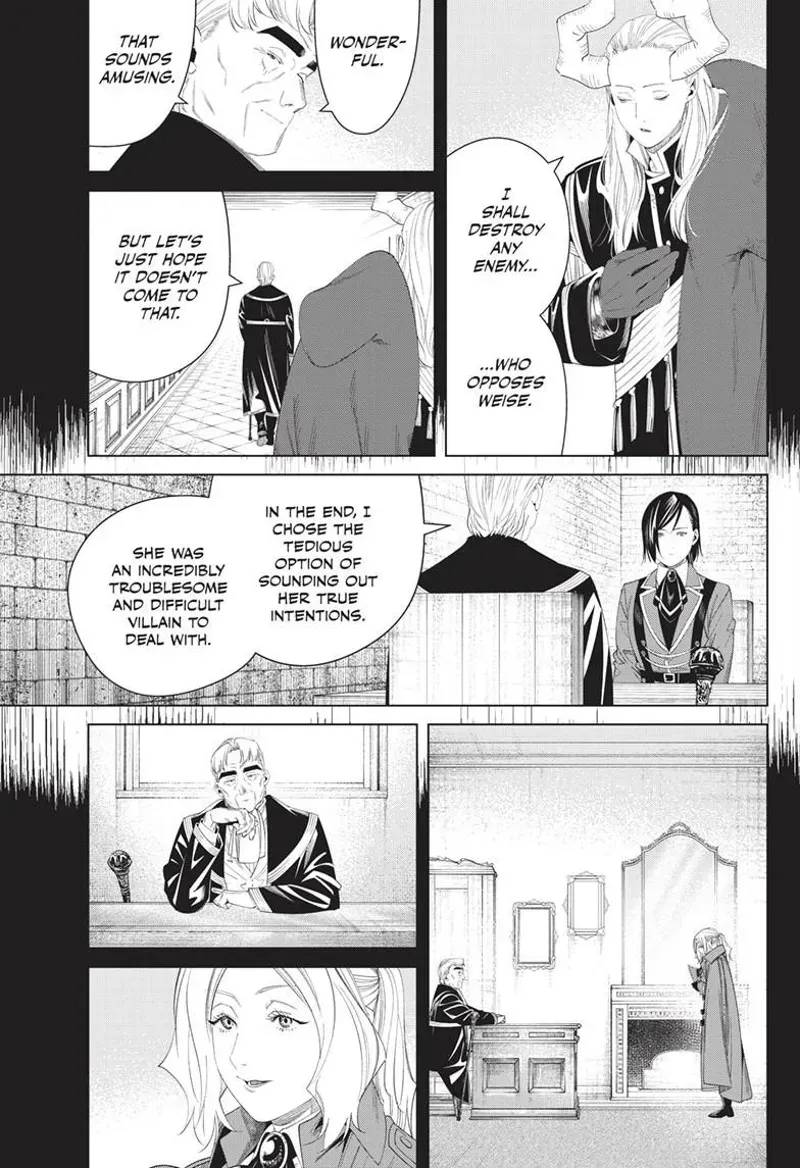 I
SHALL
DESTROY
ANY
ENEMY...
...WHO
OPPOSES
WEISE.
WONDER-
FUL.
THAT
SOUNDS
AMUSING.
BUT LET'S
JUST HOPE
IT DOESN'T
COME TO
THAT.
IN THE END, I
CHOSE THE
TEDIOUS
OPTION OF
SOUNDING OUT
HER TRUE
INTENTIONS.
SHE WAS
AN INCREDIBLY
TROUBLESOME
AND DIFFICULT
VILLAIN TO
DEAL WITH.